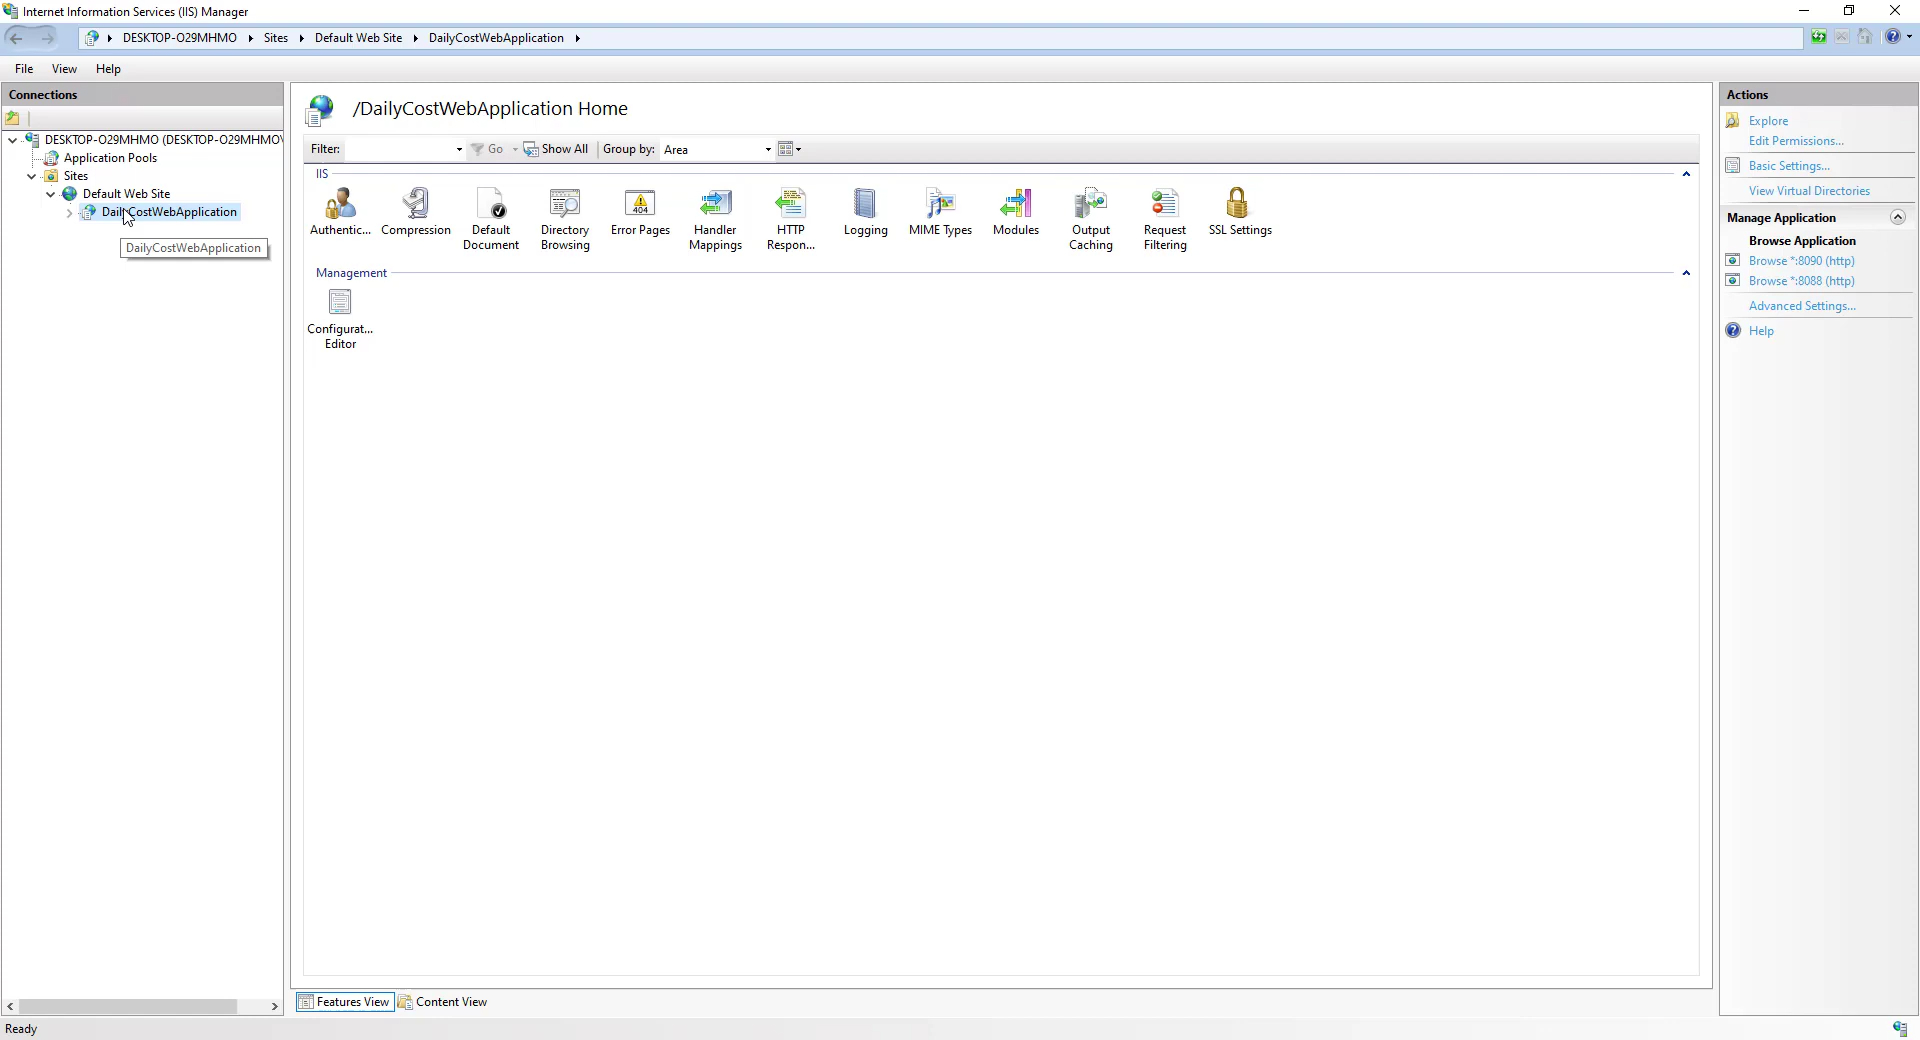 Internet Information Services (IIS) Manager
DESKTOP-O29MHMO Sites Default Web Site DailyCostWebApplication
File View Help
Connections
DESKTOP-O29MHMO (DESKTOP-O29MHMO\
Application Pools
Sites
Default Web Site
DailyCostWebApplication
DailyCostWebApplication
/DailyCostWebApplication Home
Filter: Go Show All Group by: Area
IIS
Authentic...
Compression
Default
Document
Directory
Browsing
404
Error Pages
Handler
Mappings
HTTP
Respon...
Logging
MIME Types
Modules
Output
Caching
Request
Filtering
SSL Settings
Management
Configurat...
Editor
Features View Content View
Actions
Explore
Edit Permissions...
Basic Settings...
View Virtual Directories
Manage Application
Browse Application
Browse *:8090 (http)
Browse *:8088 (http)
Advanced Settings...
Help
Ready